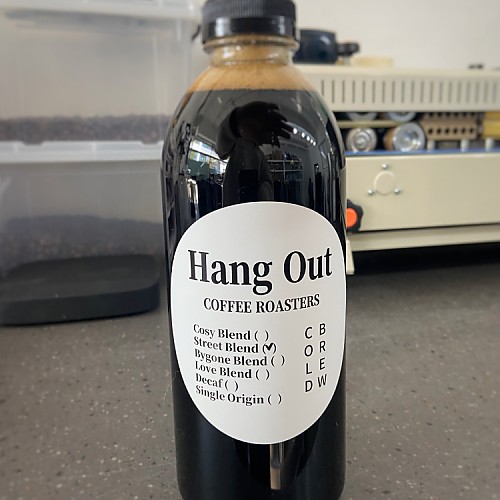 Hang Out
COFFEE ROASTERS
Cosy Blend ( )
Street Blend (♡)
Bygone Blend ( )
Love Blend ( )
Decaf ( )
Single Origin ( )
COLD
BREW